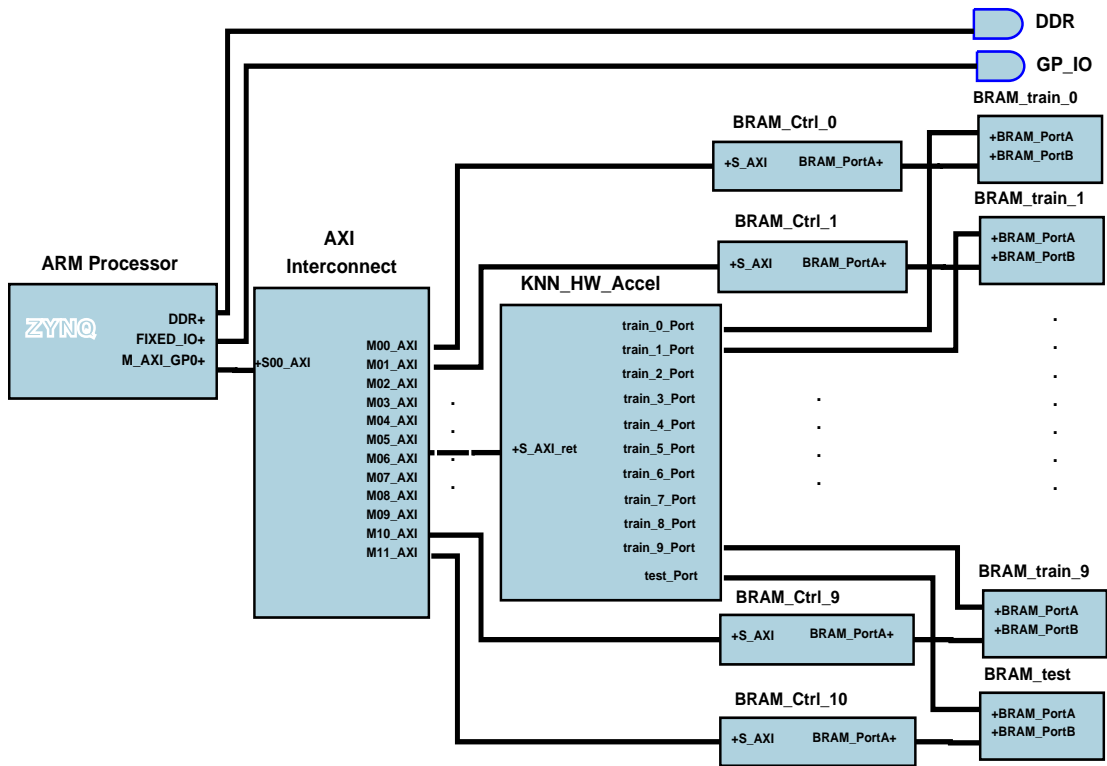 DDR
GP_IO
BRAM_train_0
+BRAM_PortA
+BRAM_PortB
BRAM_Ctrl_0
+S_AXI BRAM_PortA+
BRAM_train_1
+BRAM_PortA
+BRAM_PortB
BRAM_Ctrl_1
+S_AXI BRAM_PortA+
ARM Processor
ZYNQ
DDR+
FIXED_IO+
M_AXI_GP0+
AXI
Interconnect
+S00_AXI
M00_AXI
M01_AXI
M02_AXI
M03_AXI
M04_AXI
M05_AXI
M06_AXI
M07_AXI
M08_AXI
M09_AXI
M10_AXI
M11_AXI
KNN_HW_Accel
+S_AXI_ret
train_0_Port
train_1_Port
train_2_Port
train_3_Port
train_4_Port
train_5_Port
train_6_Port
train_7_Port
train_8_Port
train_9_Port
test_Port
BRAM_train_9
+BRAM_PortA
+BRAM_PortB
BRAM_Ctrl_9
+S_AXI BRAM_PortA+
BRAM_test
+BRAM_PortA
+BRAM_PortB
BRAM_Ctrl_10
+S_AXI BRAM_PortA+